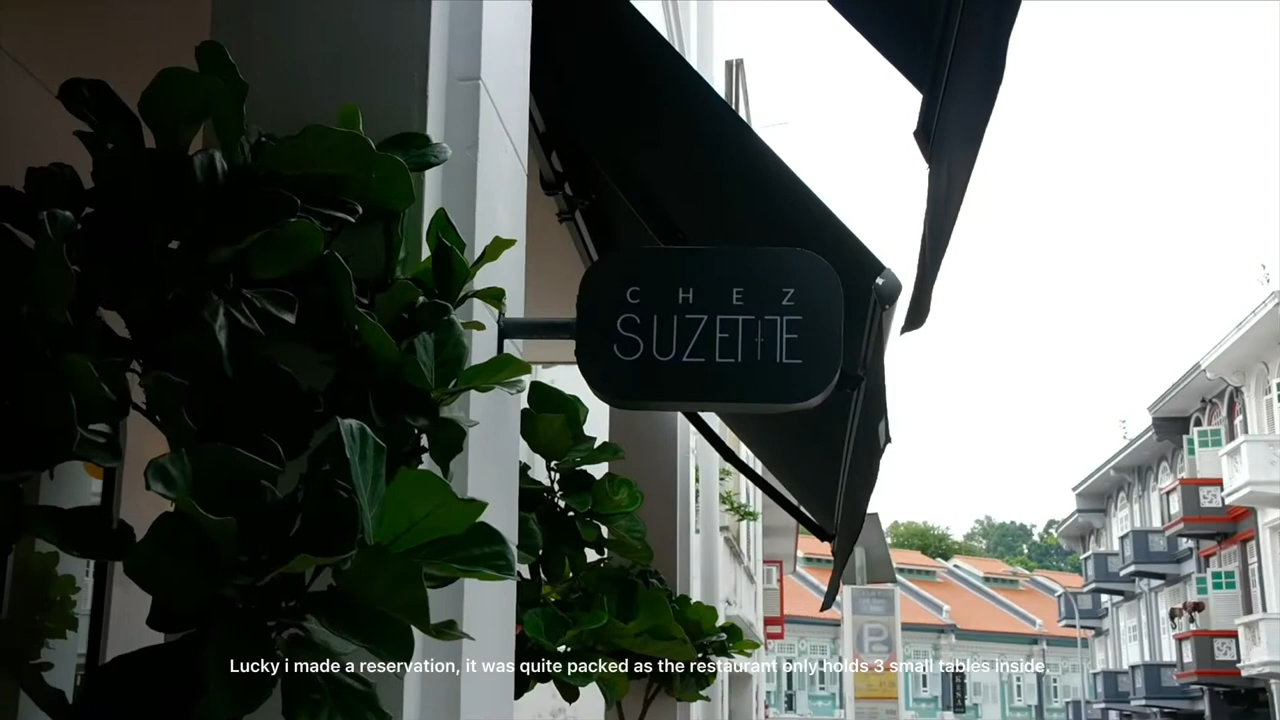 CHEZ
SUZETTE
Lucky i made a reservation, it was quite packed as the restaurant only holds 3 small tables inside.
P